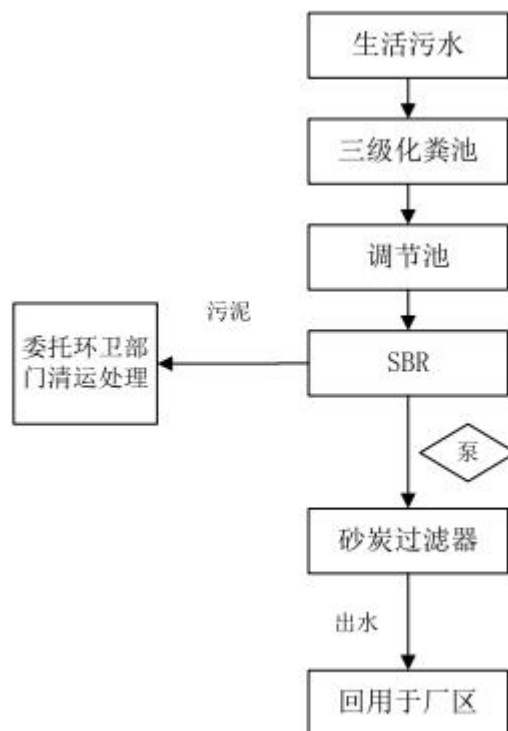 生活污水
三级化粪池
调节池
污泥
委托环卫部
门清运处理
SBR
泵
砂炭过滤器
出水
回用于厂区